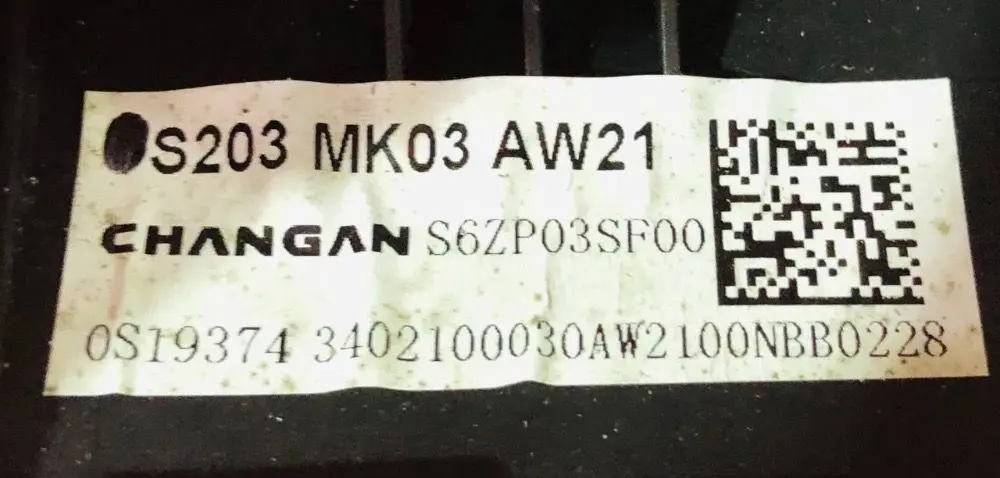 S203 MK03 AW21
CHANGAN S6ZP03SF00
0S19374 3402100030AW2100NBB0228